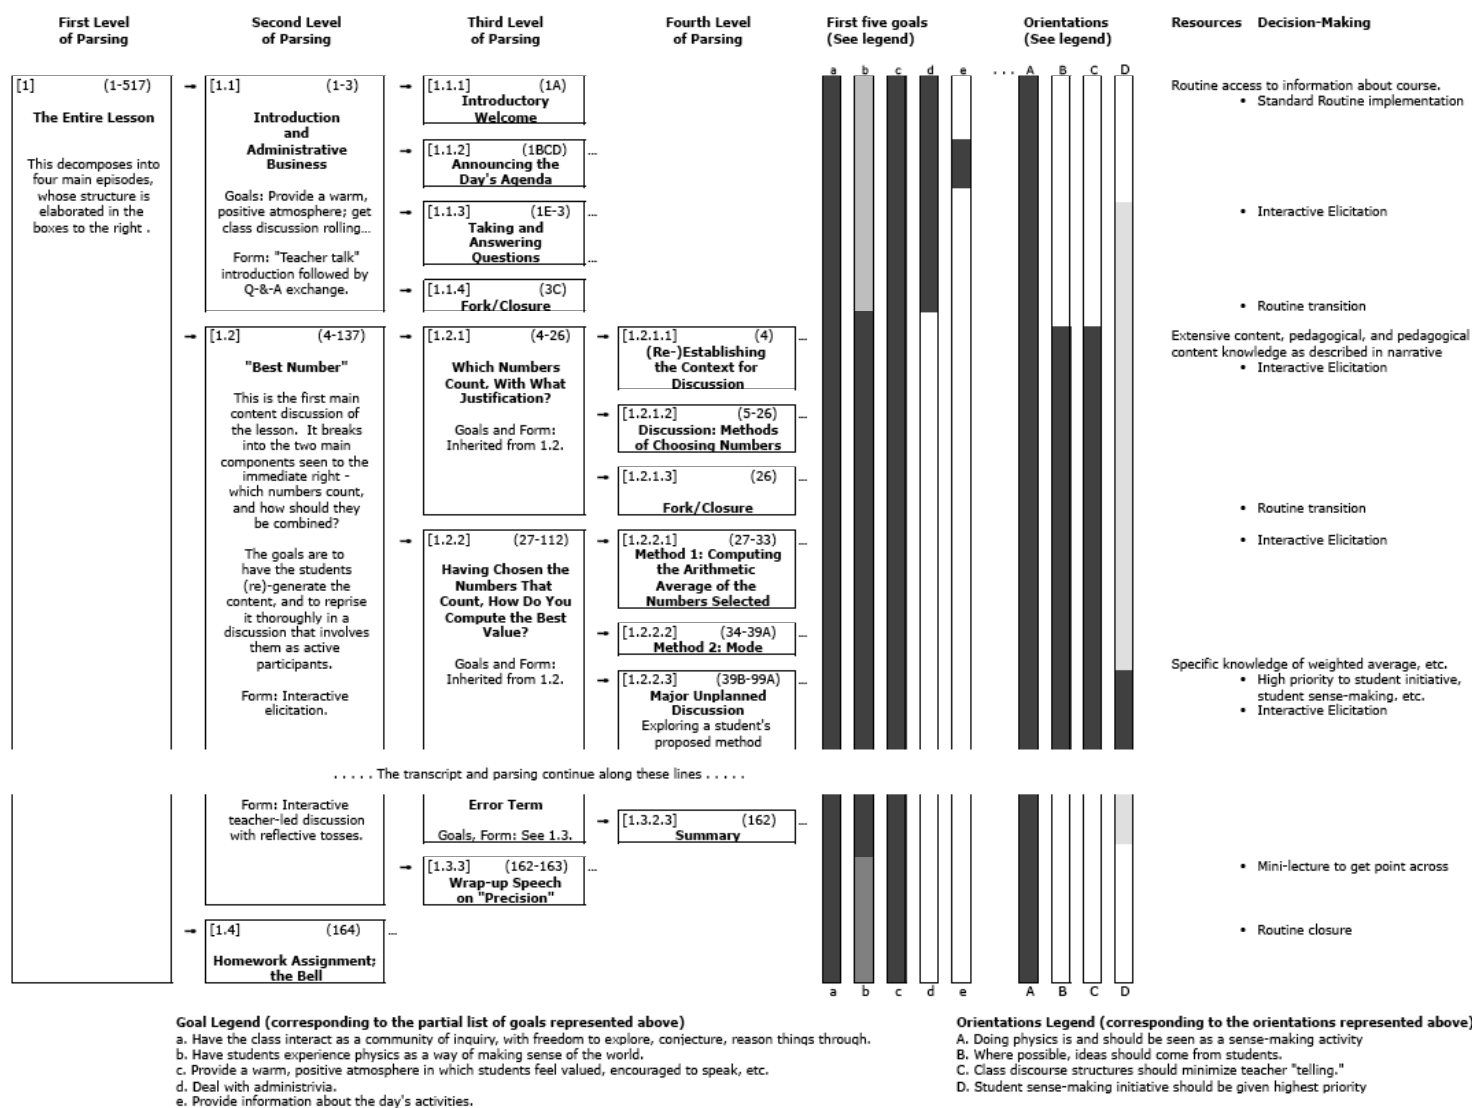 First Level
of Parsing
Second Level
of Parsing
Third Level
of Parsing
Fourth Level
of Parsing
First five goals
(See legend)
Orientations
(See legend)
Resources
Decision-Making
a b c d e . . . A B C D
[1] (1-517)
The Entire Lesson
This decomposes into
four main episodes,
whose structure is
elaborated in the
boxes to the right .
→ [1.1] (1-3)
Introduction
and
Administrative
Business
Goals: Provide a warm,
positive atmosphere; get
class discussion rolling...
Form: "Teacher talk"
introduction followed by
Q-&-A exchange.
→ [1.1.1] (1A)
Introductory
Welcome
→ [1.1.2] (1BCD) ...
Announcing the
Day's Agenda
→ [1.1.3] (1E-3) ...
Taking and
Answering
Questions ...
→ [1.1.4] (3C)
Fork/Closure
Routine access to information about course.
• Standard Routine implementation
• Interactive Elicitation
• Routine transition
→ [1.2] (4-137)
"Best Number"
This is the first main
content discussion of
the lesson. It breaks
into the two main
components seen to the
immediate right -
which numbers count,
and how should they
be combined?
The goals are to
have the students
(re)-generate the
content, and to reprise
it thoroughly in a
discussion that involves
them as active
participants.
Form: Interactive
elicitation.
→ [1.2.1] (4-26)
Which Numbers
Count, With What
Justification?
Goals and Form:
Inherited from 1.2.
→ [1.2.1.1] (4) ...
(Re-)Establishing
the Context for
Discussion
→ [1.2.1.2] (5-26) ...
Discussion: Methods
of Choosing Numbers
→ [1.2.1.3] (26) ...
Fork/Closure
Extensive content, pedagogical, and pedagogical
content knowledge as described in narrative
• Interactive Elicitation
• Routine transition
→ [1.2.2] (27-112)
Having Chosen the
Numbers That
Count, How Do You
Compute the Best
Value?
Goals and Form:
Inherited from 1.2.
→ [1.2.2.1] (27-33) ...
Method 1: Computing
the Arithmetic
Average of the
Numbers Selected
→ [1.2.2.2] (34-39A) ...
Method 2: Mode
→ [1.2.2.3] (39B-99A) ...
Major Unplanned
Discussion
Exploring a student's
proposed method
• Interactive Elicitation
Specific knowledge of weighted average, etc.
• High priority to student initiative,
student sense-making, etc.
• Interactive Elicitation
. . . . . The transcript and parsing continue along these lines . . . . .
Form: Interactive
teacher-led discussion
with reflective tosses.
Error Term
Goals, Form: See 1.3.
→ [1.3.2.3] (162) ...
Summary
→ [1.3.3] (162-163) ...
Wrap-up Speech
on "Precision"
• Mini-lecture to get point across
→ [1.4] (164) ...
Homework Assignment;
the Bell
• Routine closure
a b c d e A B C D
Goal Legend (corresponding to the partial list of goals represented above)
a. Have the class interact as a community of inquiry, with freedom to explore, conjecture, reason things through.
b. Have students experience physics as a way of making sense of the world.
c. Provide a warm, positive atmosphere in which students feel valued, encouraged to speak, etc.
d. Deal with administrivia.
e. Provide information about the day's activities.
Orientations Legend (corresponding to the orientations represented above)
A. Doing physics is and should be seen as a sense-making activity
B. Where possible, ideas should come from students.
C. Class discourse structures should minimize teacher "telling."
D. Student sense-making initiative should be given highest priority